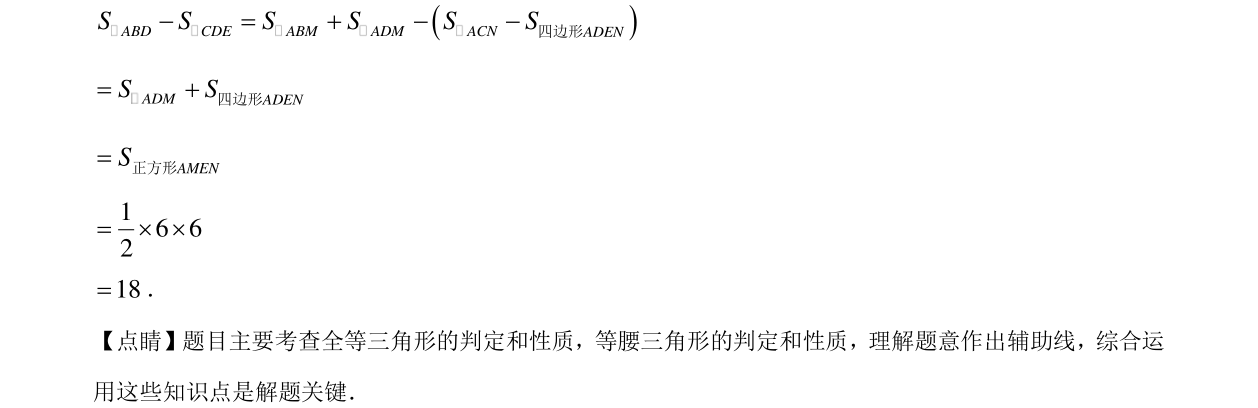 S□ABD − S□CDE = S□ABM + S□ADM − (S□ACN − S四边形ADEN)
= S□ADM + S四边形ADEN
= S正方形AMEN
= 1/2 × 6 × 6
= 18．
【点睛】题目主要考查全等三角形的判定和性质，等腰三角形的判定和性质，理解题意作出辅助线，综合运
用这些知识点是解题关键．